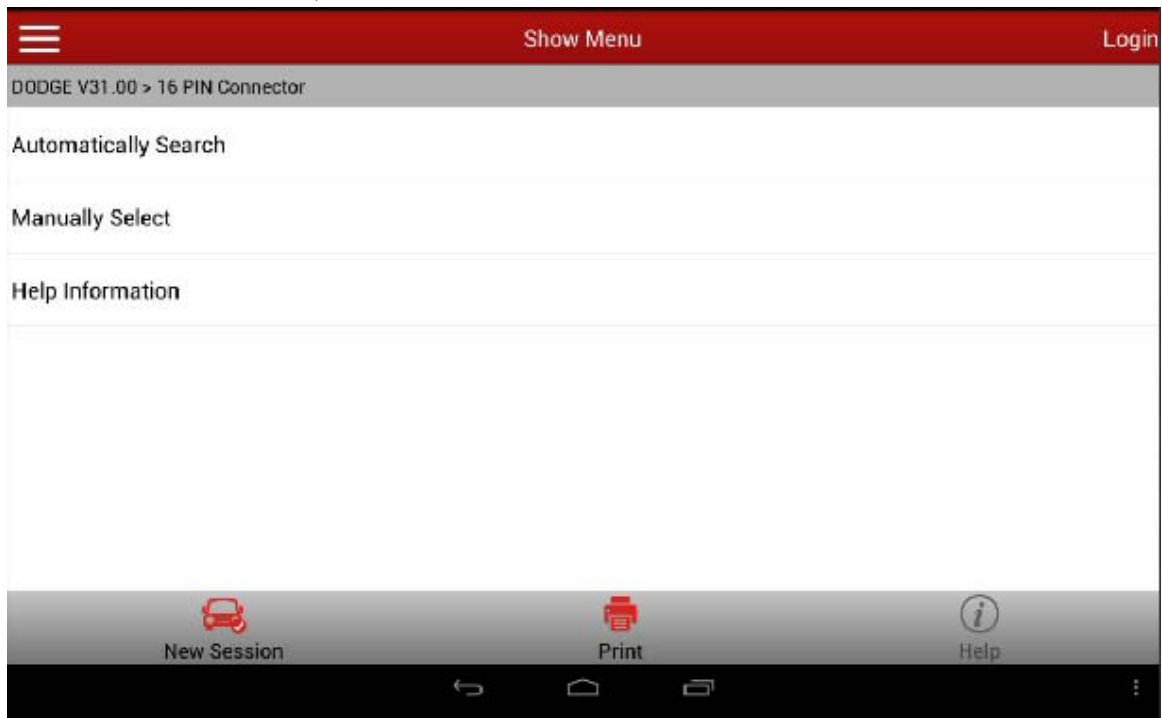 Show Menu
Login
DODGE V31.00 > 16 PIN Connector
Automatically Search
Manually Select
Help Information
New Session
Print
Help